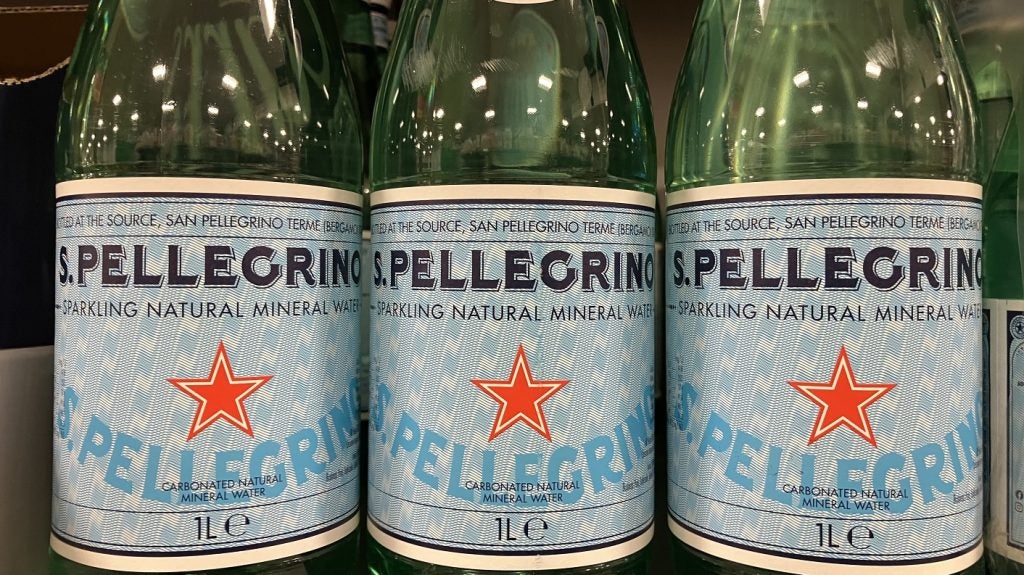 BOTTLED AT THE SOURCE, SAN PELLEGRINO TERME (BERGAMO
S.PELLEGRINO
SPARKLING NATURAL MINERAL WATER
S. PELLEGRINO
CARBONATED NATURAL
MINERAL WATER
1L e
BOTTLED AT THE SOURCE, SAN PELLEGRINO TERME (BERGAMO
S.PELLEGRINO
SPARKLING NATURAL MINERAL WATER
S. PELLEGRINO
CARBONATED NATURAL
MINERAL WATER
1L e
BOTTLED AT THE SOURCE, SAN PELLEGRINO TERME (BERGAMO
S.PELLEGRINO
SPARKLING NATURAL MINERAL WATER
S. PELLEGRINO
CARBONATED NATURAL
MINERAL WATER
1L e